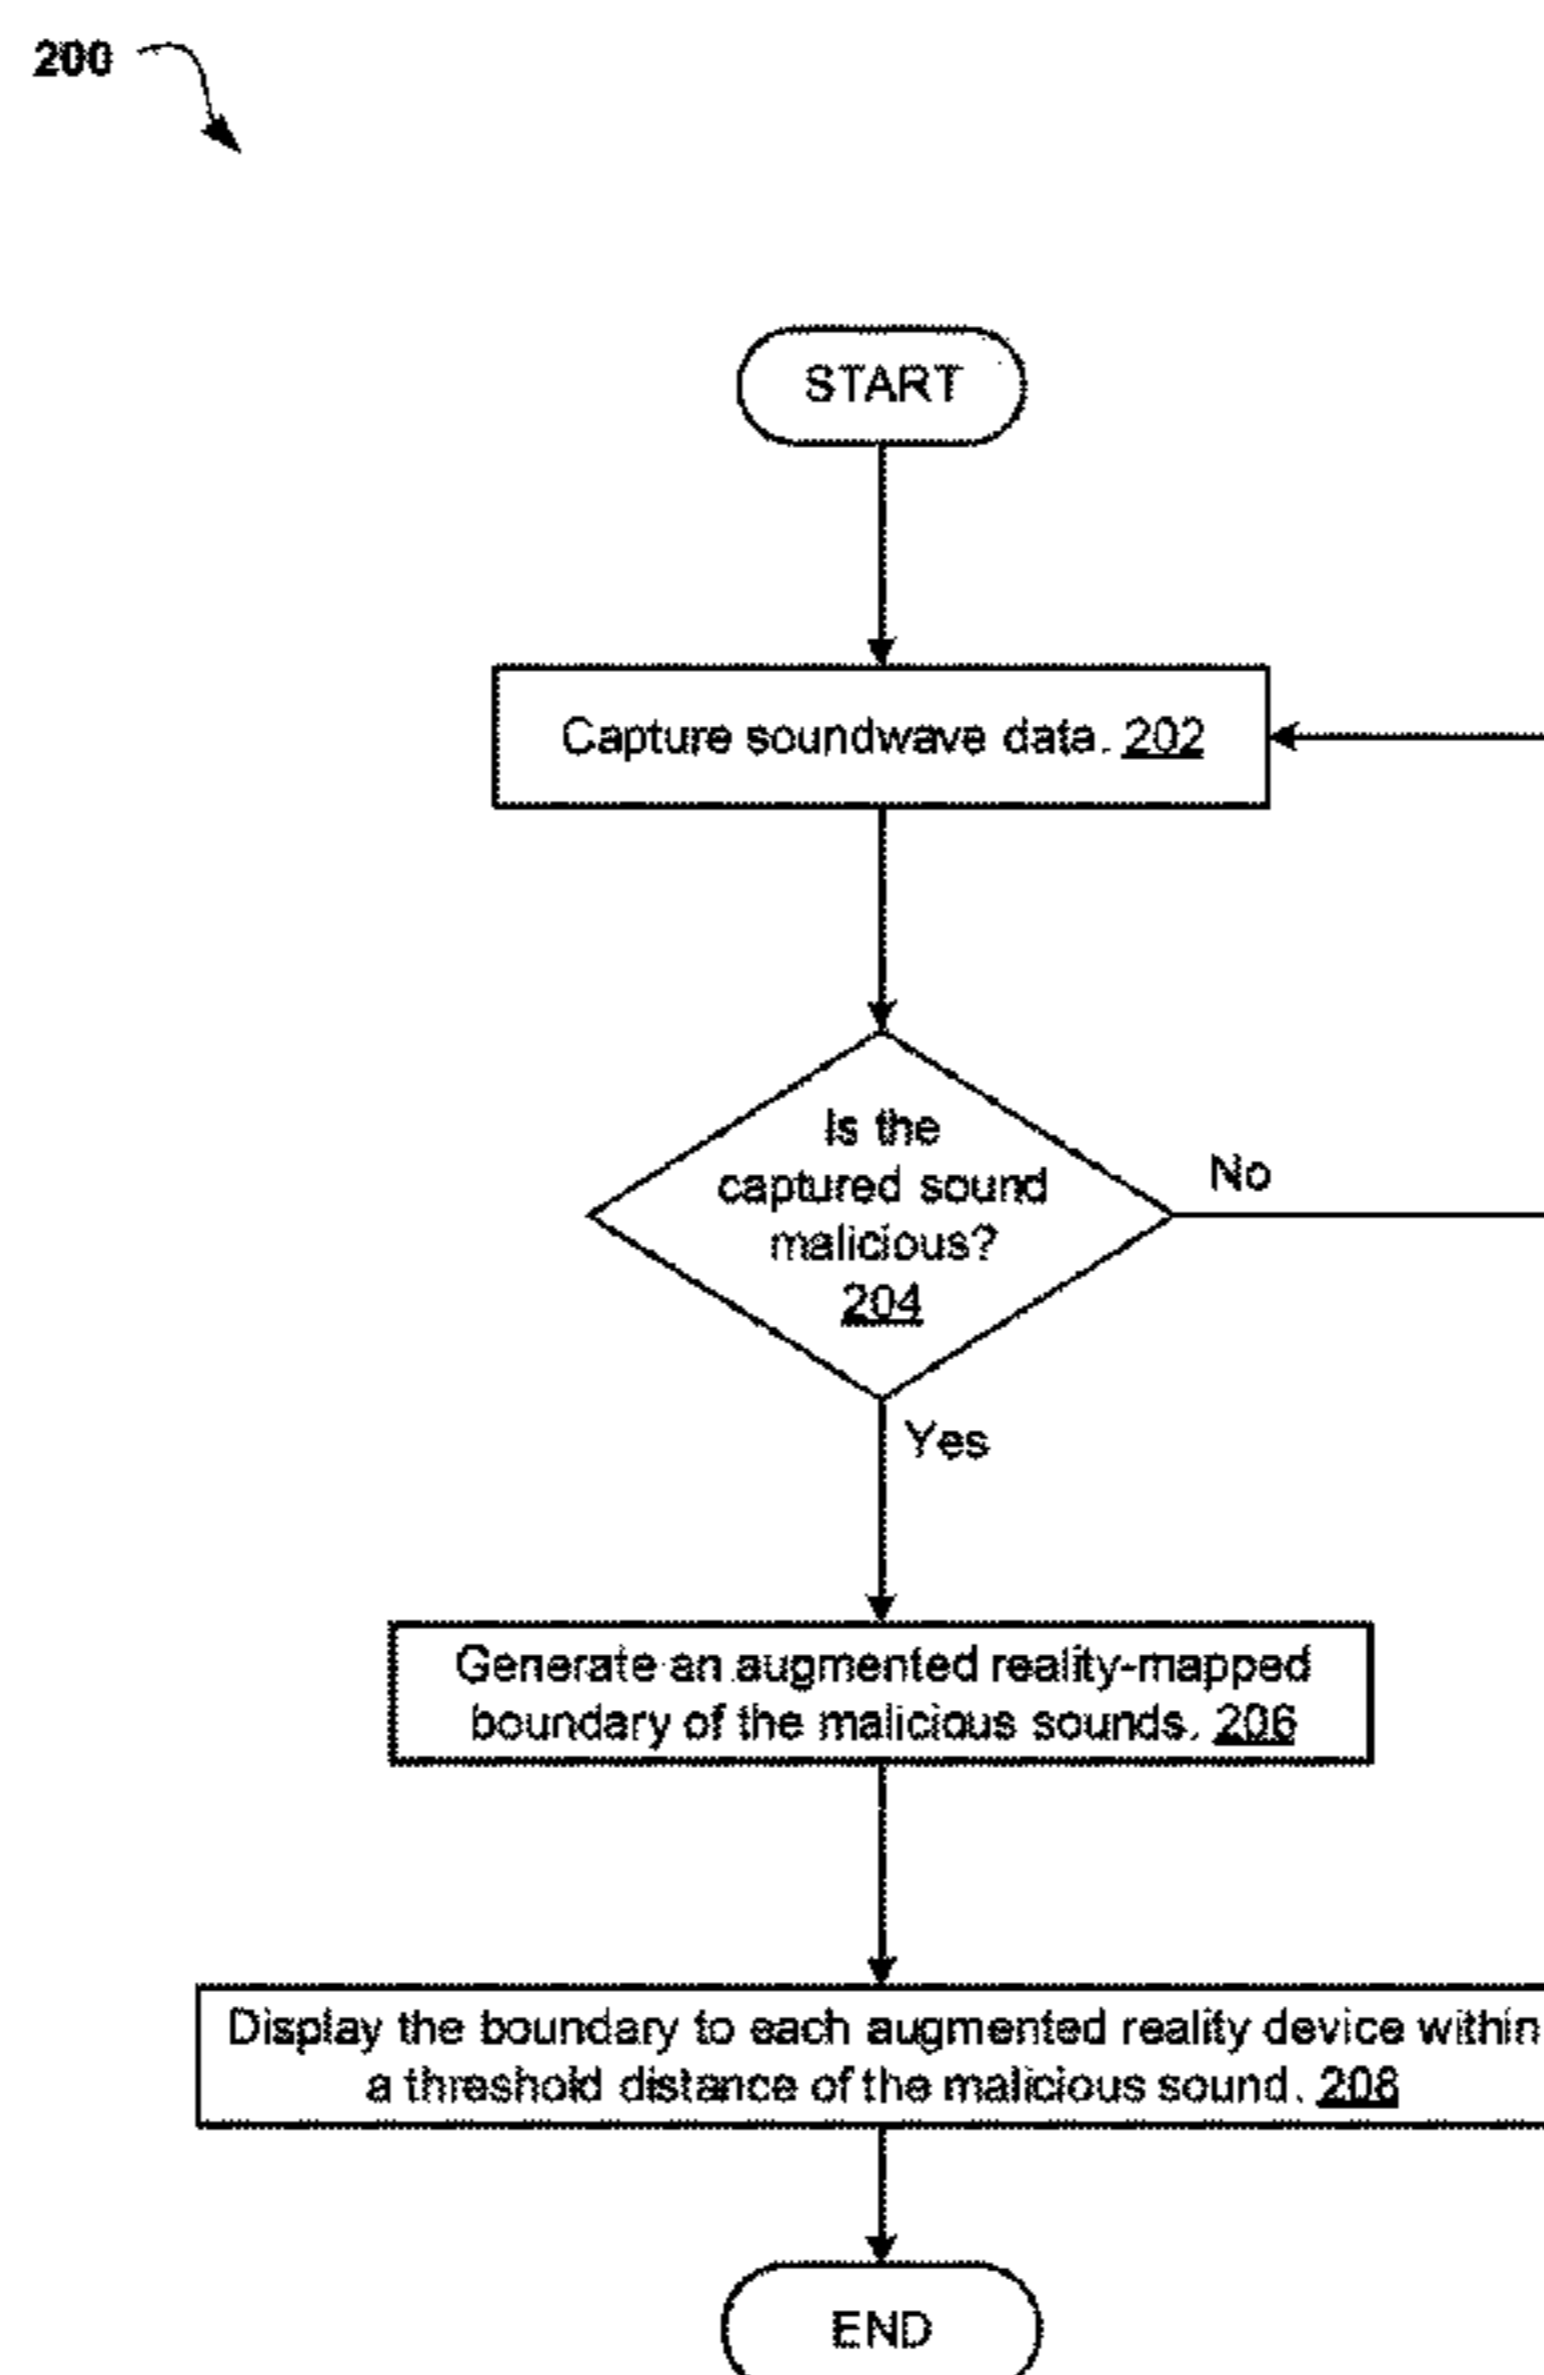 200
START
Capture soundwave data. 202
Is the
captured sound
malicious?
204
No
Yes
Generate an augmented reality-mapped
boundary of the malicious sounds. 206
Display the boundary to each augmented reality device within
a threshold distance of the malicious sound. 208
END